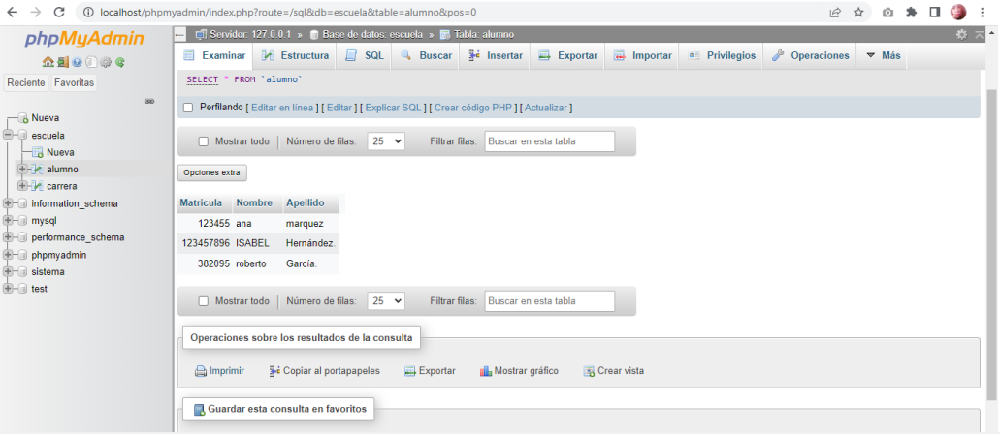 localhost/phpmyadmin/index.php?route=/sql&db=escuela&table=alumno&pos=0
phpMyAdmin
Reciente Favoritas
Nueva
escuela
Nueva
alumno
carrera
information_schema
mysql
performance_schema
phpmyadmin
sistema
test
Servidor: 127.0.0.1 » Base de datos: escuela » Tabla: alumno
Examinar Estructura SQL Buscar Insertar Exportar Importar Privilegios Operaciones Más
SELECT * FROM `alumno`
Perfilando [ Editar en línea ] [ Editar ] [ Explicar SQL ] [ Crear código PHP ] [ Actualizar ]
Mostrar todo Número de filas: 25 Filtrar filas: Buscar en esta tabla
Opciones extra
Matricula Nombre Apellido
123455 ana marquez
123457896 ISABEL Hernández.
382095 roberto García.
Mostrar todo Número de filas: 25 Filtrar filas: Buscar en esta tabla
Operaciones sobre los resultados de la consulta
Imprimir Copiar al portapapeles Exportar Mostrar gráfico Crear vista
Guardar esta consulta en favoritos